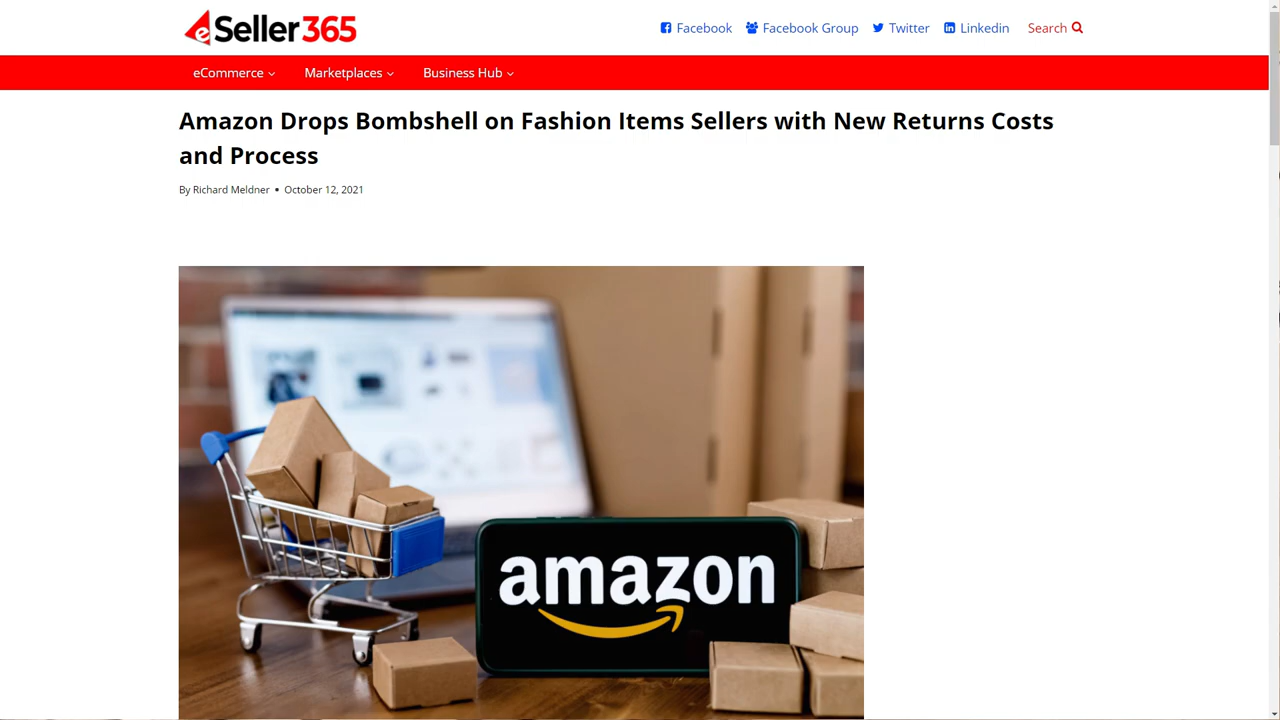 eSeller365
Facebook Facebook Group Twitter Linkedin Search
eCommerce Marketplaces Business Hub
Amazon Drops Bombshell on Fashion Items Sellers with New Returns Costs
and Process
By Richard Meldner • October 12, 2021
amazon